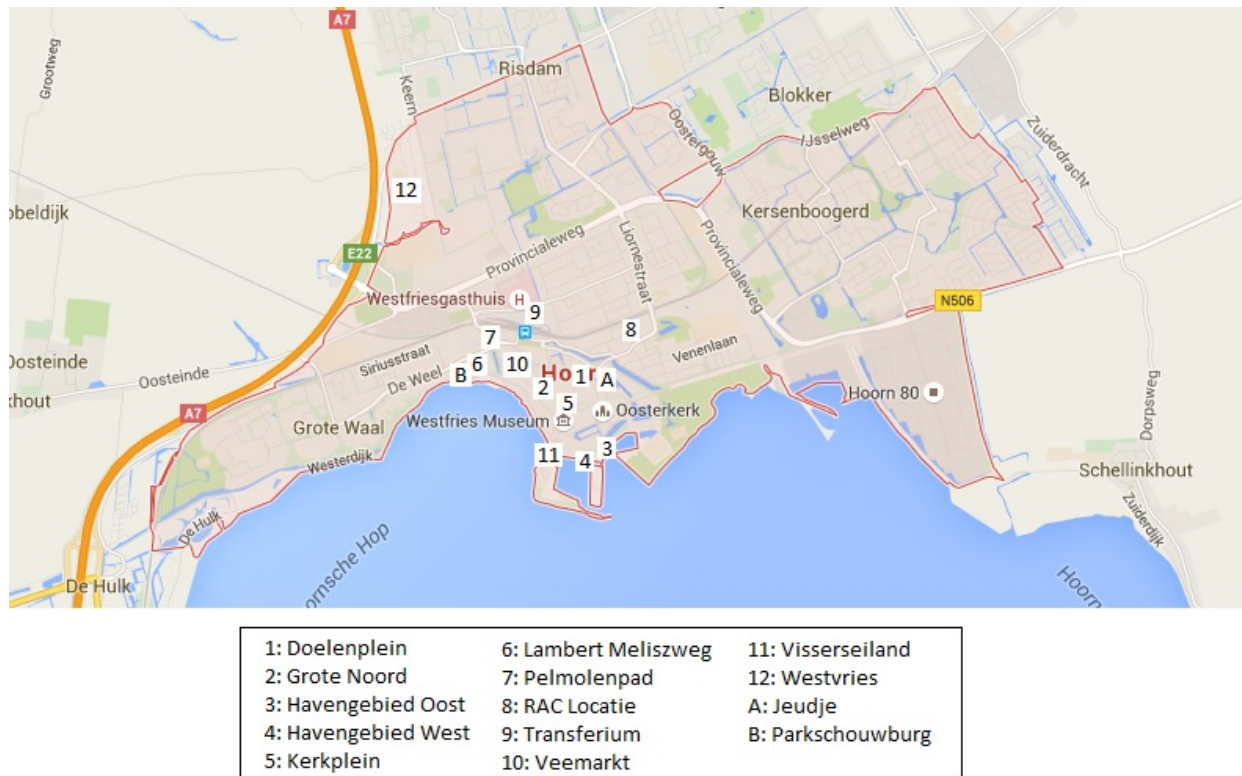 A7
Grootweg
Keern
Risdam
Blokker
Oostergouw
IJsselweg
Zuiderdracht
12
obeldijk
Kersenboogerd
Provincialeweg
Liornestraat
Provincialeweg
E22
Westfriesgasthuis
H
9
N506
8
7
Oosteinde
Siriusstraat
Venenlaan
Oosteinde
De Weel
B
6
10
Hoorn
1
A
2
5
Hoorn 80
khout
A7
Grote Waal
Westfries Museum
Oosterkerk
Dorpsweg
Westerdijk
11
4
3
Schellinkhout
De Hulk
Zuiderdijk
De Hulk
ornsche Hop
Hoorn
1: Doelenplein
2: Grote Noord
3: Havengebied Oost
4: Havengebied West
5: Kerkplein
6: Lambert Meliszweg
7: Pelmolenpad
8: RAC Locatie
9: Transferium
10: Veemarkt
11: Visserseiland
12: Westvries
A: Jeudje
B: Parkschouwburg